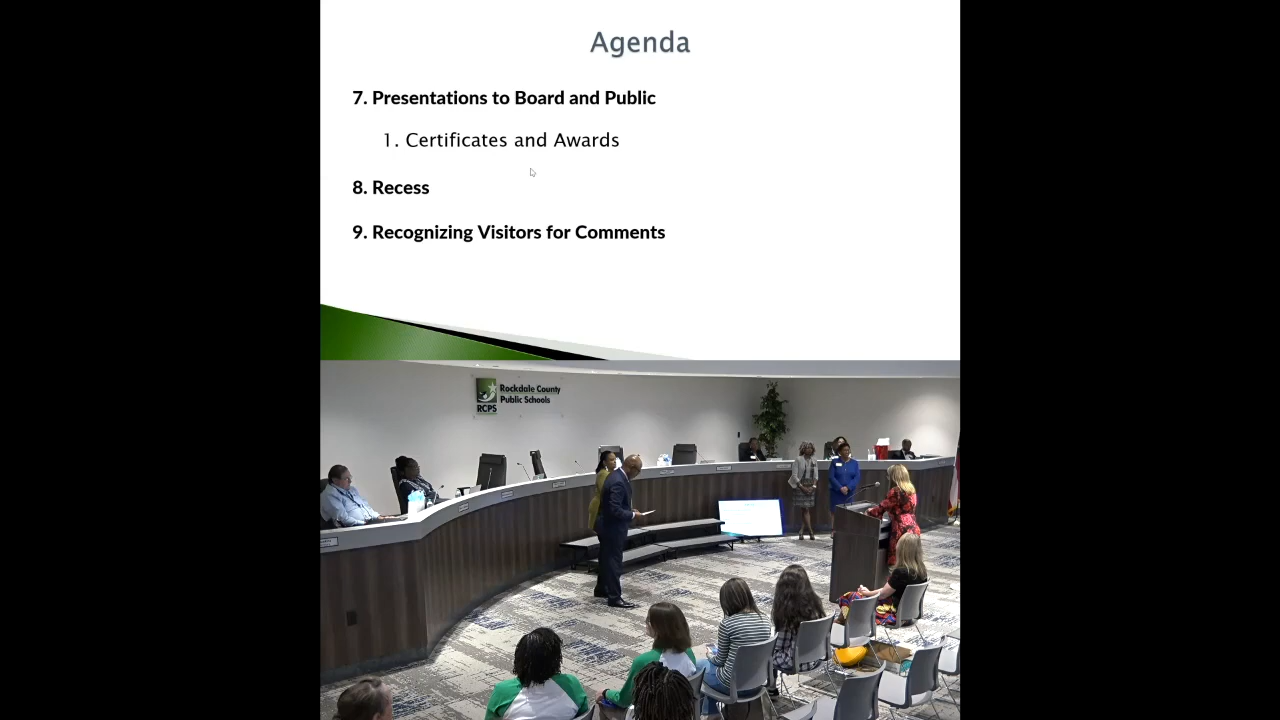 Agenda
7. Presentations to Board and Public
1. Certificates and Awards
8. Recess
9. Recognizing Visitors for Comments
Rockdale County
Public Schools
RCPS